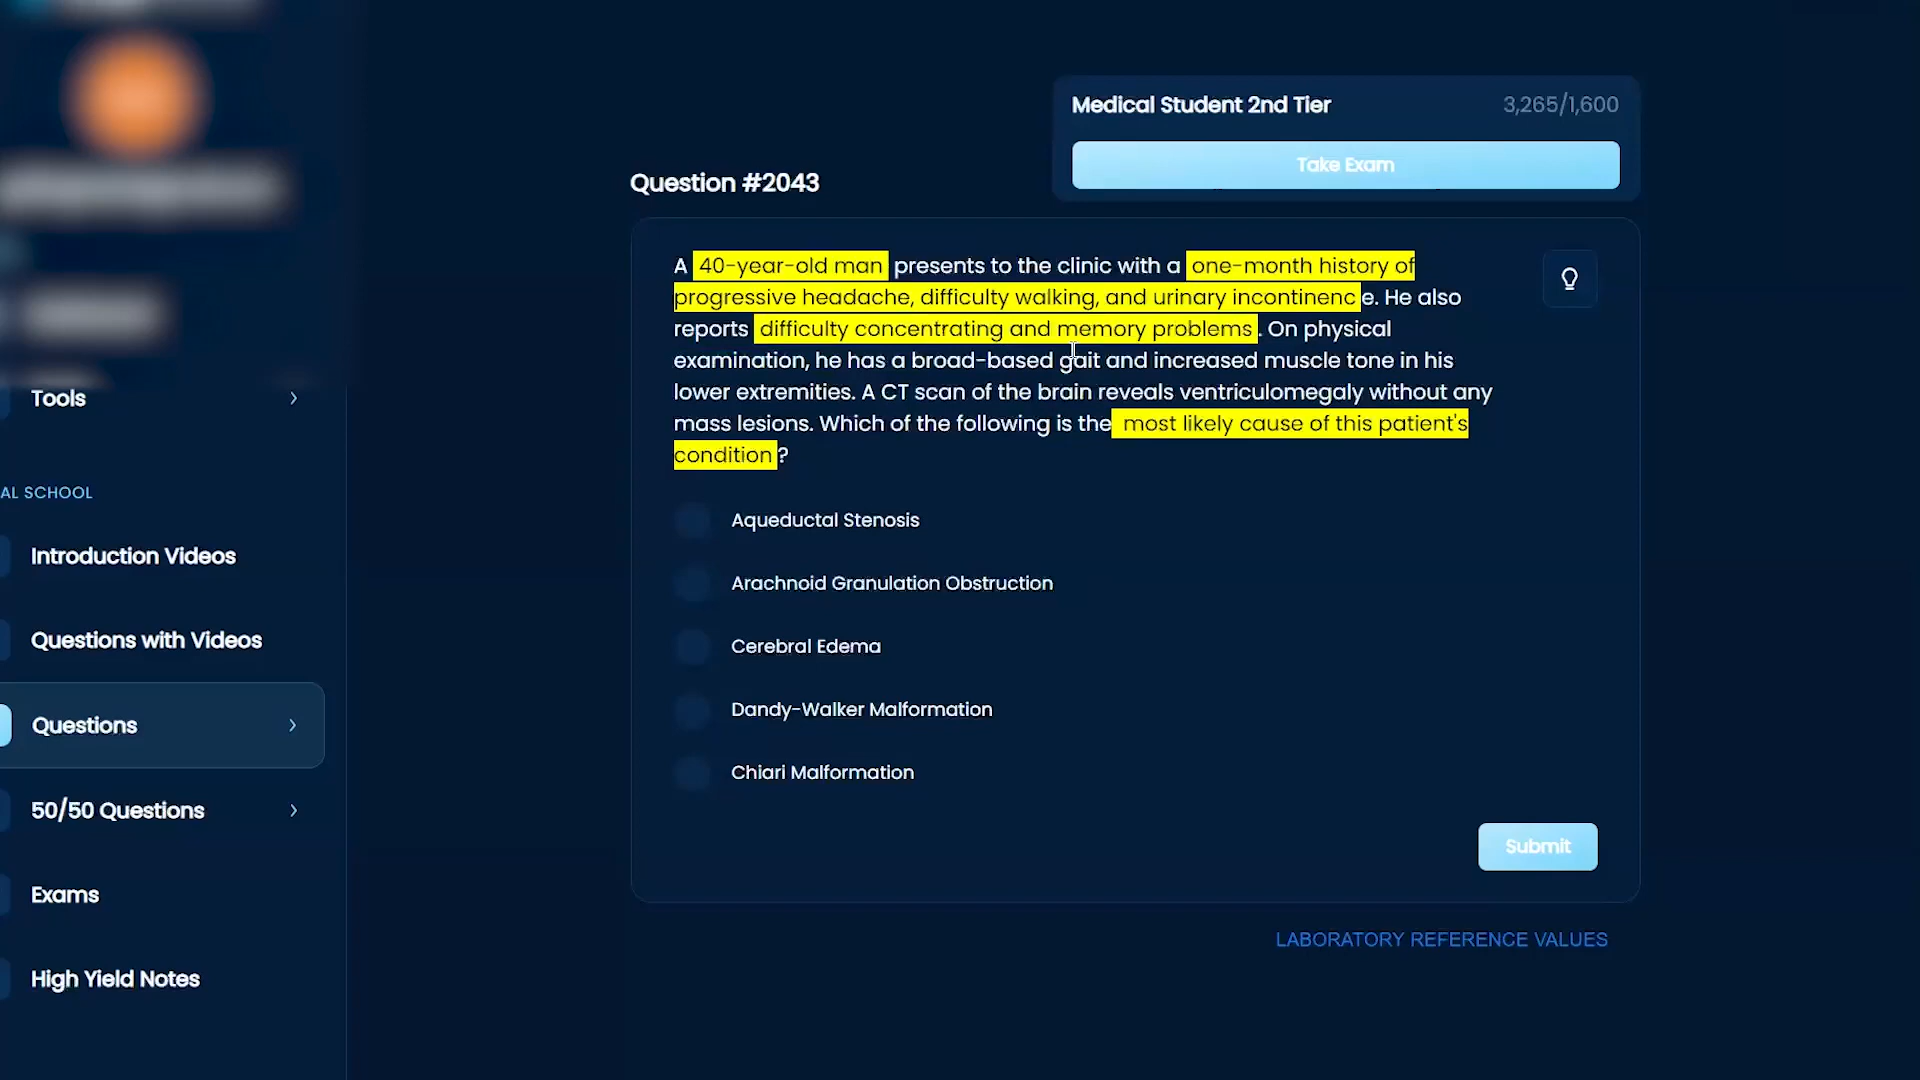 Medical Student 2nd Tier
3,265/1,600
Take Exam
Question #2043
A 40-year-old man presents to the clinic with a one-month history of
progressive headache, difficulty walking, and urinary incontinence. He also
reports difficulty concentrating and memory problems. On physical
examination, he has a broad-based gait and increased muscle tone in his
lower extremities. A CT scan of the brain reveals ventriculomegaly without any
mass lesions. Which of the following is the most likely cause of this patient's
condition?
Aqueductal Stenosis
Arachnoid Granulation Obstruction
Cerebral Edema
Dandy-Walker Malformation
Chiari Malformation
Submit
LABORATORY REFERENCE VALUES
Tools
AL SCHOOL
Introduction Videos
Questions with Videos
Questions
50/50 Questions
Exams
High Yield Notes